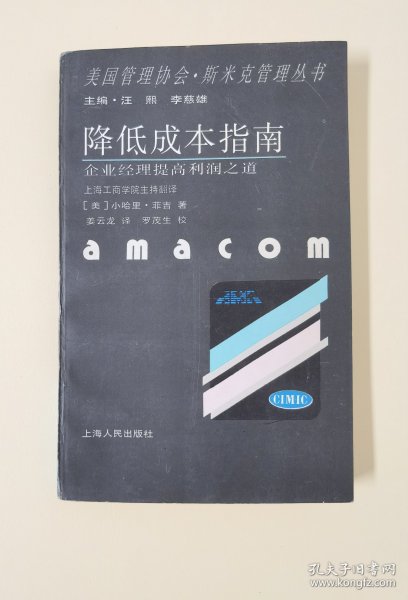 美国管理协会·斯米克管理丛书
主编·汪 熙 李慈雄
降低成本指南
企业经理提高利润之道
上海工商学院主持翻译
[美]小哈里·菲吉 著
姜云龙 译 罗茂生 校
amacom
CIMIC
上海人民出版社
孔夫子旧书网